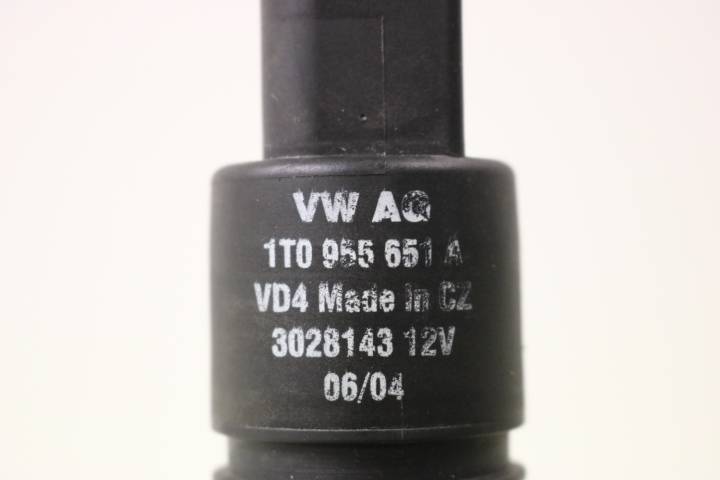 VW AG
1T0 955 651 A
VD4 Made In CZ
3028143 12V
06/04